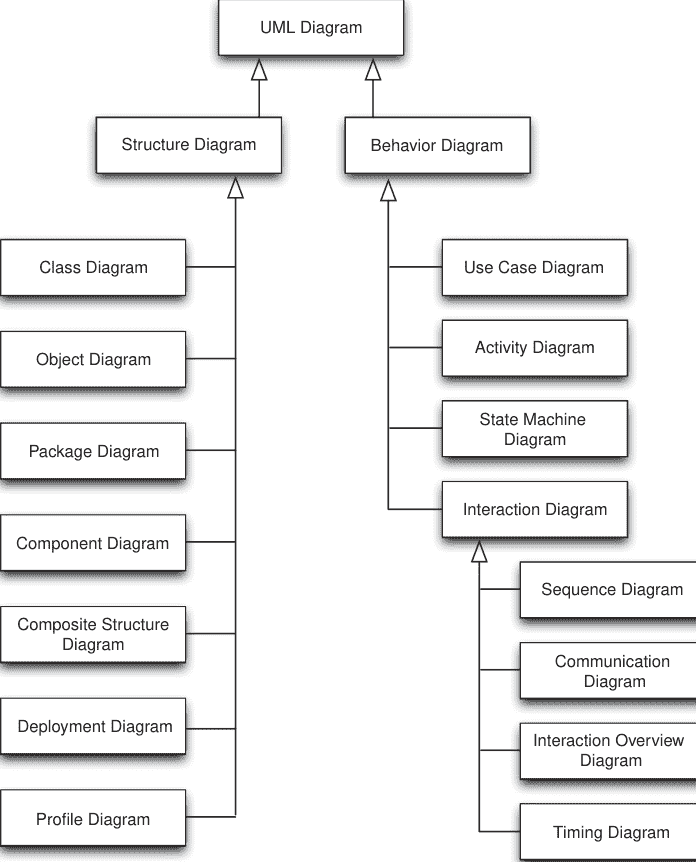 UML Diagram
Structure Diagram
Behavior Diagram
Class Diagram
Object Diagram
Package Diagram
Component Diagram
Composite Structure
Diagram
Deployment Diagram
Profile Diagram
Use Case Diagram
Activity Diagram
State Machine
Diagram
Interaction Diagram
Sequence Diagram
Communication
Diagram
Interaction Overview
Diagram
Timing Diagram